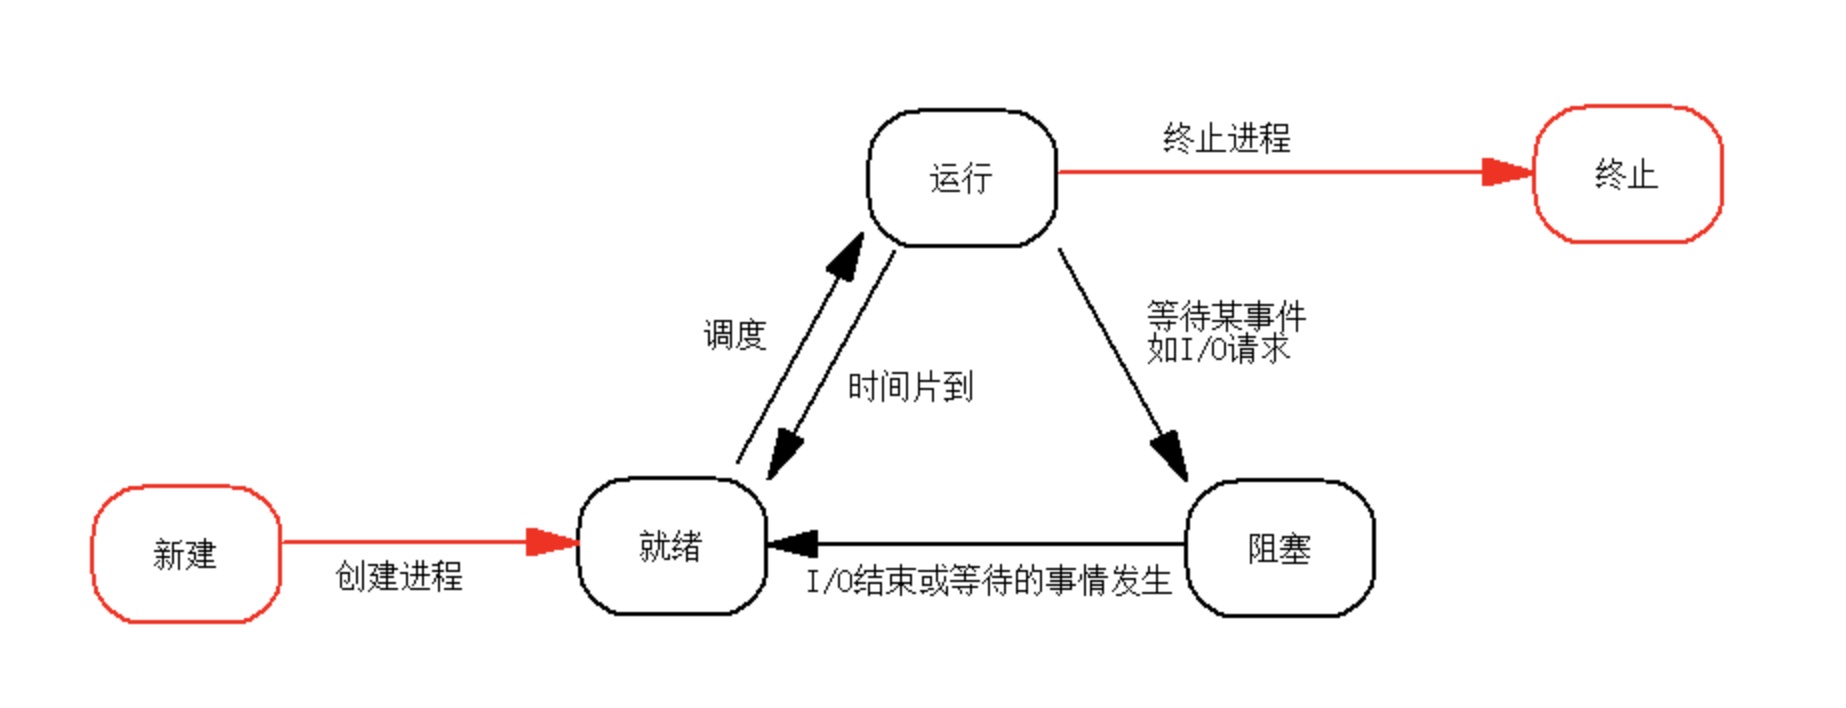 终止进程
运行
终止
等待某事件
如I/O请求
调度
时间片到
新建
创建进程
就绪
I/O结束或等待的事情发生
阻塞